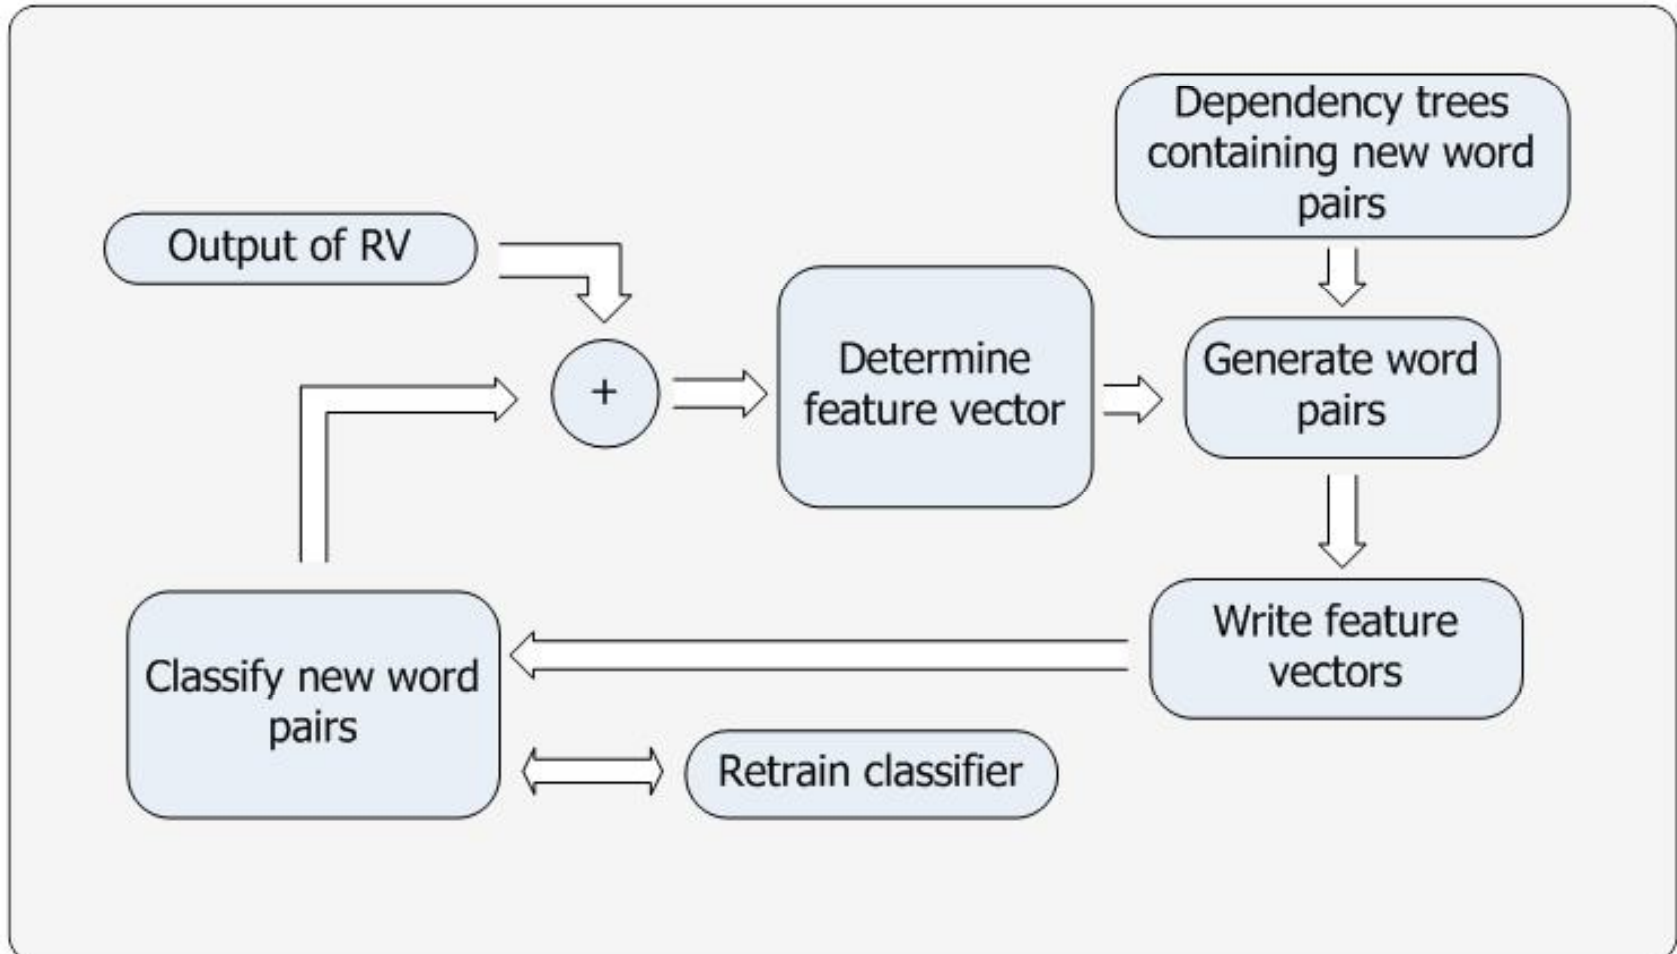 Dependency trees
containing new word
pairs
Output of RV
+
Determine
feature vector
Generate word
pairs
Write feature
vectors
Classify new word
pairs
Retrain classifier